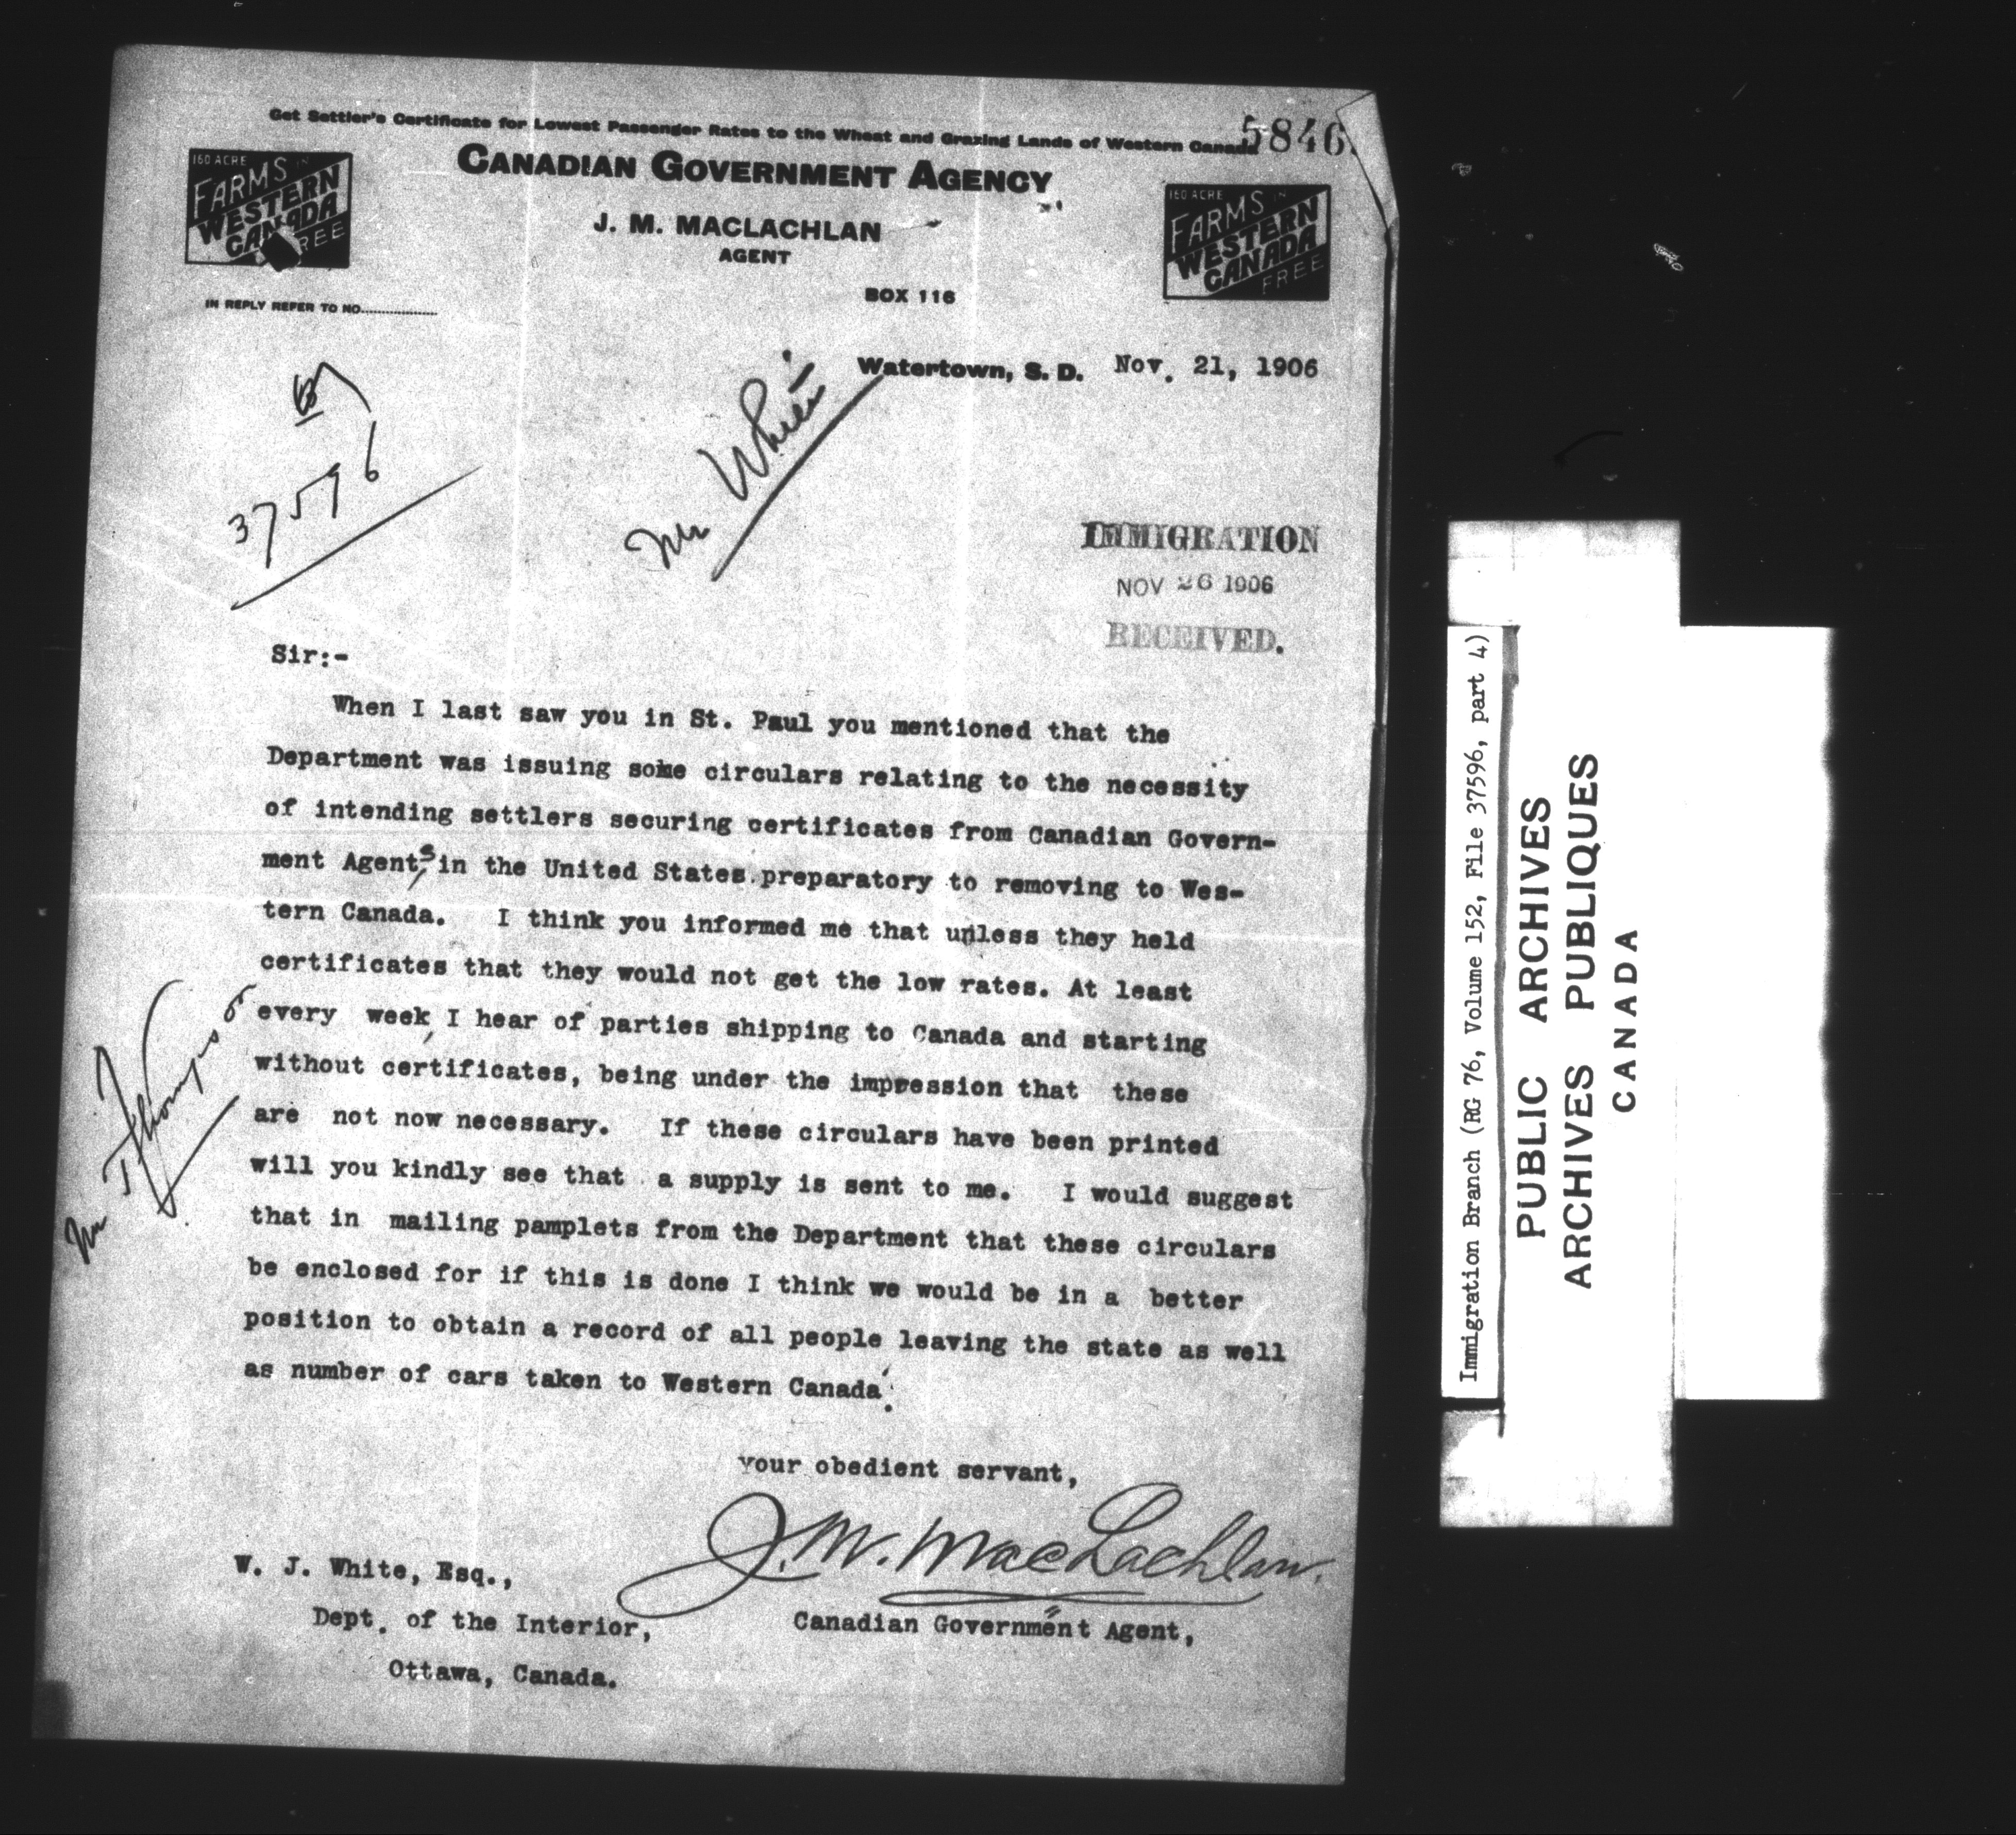 Get Settler's Certificate for Lowest Passenger Rates to the Wheat and Grazing Lands of Western Canada
5846
CANADIAN GOVERNMENT AGENCY
160 ACRE
FARMS IN
WESTERN
CANADA
FREE
160 ACRE
FARMS IN
WESTERN
CANADA
FREE
J. M. MACLACHLAN
AGENT
BOX 116
IN REPLY REFER TO NO.
Watertown, S. D. Nov. 21, 1906
37596
Mr White
IMMIGRATION
NOV 26 1906
RECEIVED.
Sir:-
When I last saw you in St. Paul you mentioned that the
Department was issuing some circulars relating to the necessity
of intending settlers securing certificates from Canadian Govern-
ment Agents in the United States preparatory to removing to Wes-
tern Canada. I think you informed me that unless they held
certificates that they would not get the low rates. At least
every week, I hear of parties shipping to Canada and starting
without certificates, being under the impression that these
are not now necessary. If these circulars have been printed
will you kindly see that a supply is sent to me. I would suggest
that in mailing pamplets from the Department that these circulars
be enclosed for if this is done I think we would be in a better
position to obtain a record of all people leaving the state as well
as number of cars taken to Western Canada.
Mr Thompson
Your obedient servant,
J. M. MacLachlan.
Canadian Government Agent,
W. J. White, Esq.,
Dept. of the Interior,
Ottawa, Canada.
Immigration Branch (RG 76, Volume 152, File 37596, part 4)
PUBLIC ARCHIVES
ARCHIVES PUBLIQUES
CANADA